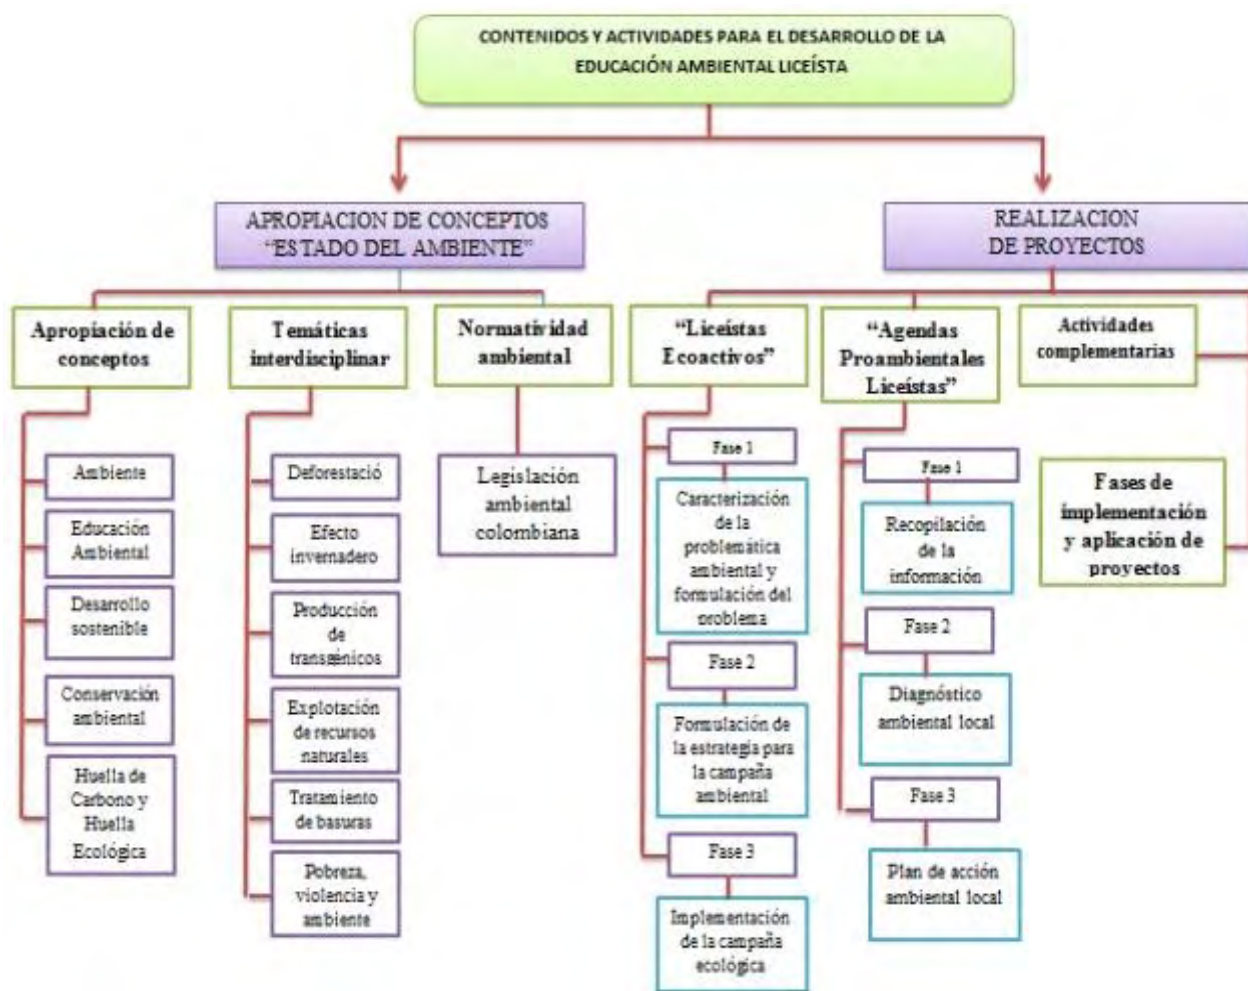 CONTENIDOS Y ACTIVIDADES PARA EL DESARROLLO DE LA
EDUCACIÓN AMBIENTAL LICEÍSTA
APROPIACION DE CONCEPTOS
“ESTADO DEL AMBIENTE”
REALIZACION
DE PROYECTOS
Apropiación de
conceptos
Temáticas
interdisciplinar
Normatividad
ambiental
“Liceístas
Ecoactivos”
“Agendas
Proambientales
Liceístas”
Actividades
complementarias
Fases de
implementación
y aplicación de
proyectos
Ambiente
Educación
Ambiental
Desarrollo
sostenible
Conservación
ambiental
Huella de
Carbono y
Huella
Ecológica
Deforestació
Efecto
invernadero
Producción
de
transgénicos
Explotación
de recursos
naturales
Tratamiento
de basuras
Pobreza,
violencia y
ambiente
Legislación
ambiental
colombiana
Fase 1
Caracterización
de la
problemática
ambiental y
formulación del
problema
Fase 2
Formulación de
la estrategia para
la campaña
ambiental
Fase 3
Implementación
de la campaña
ecológica
Fase 1
Recopilación
de la
información
Fase 2
Diagnóstico
ambiental local
Fase 3
Plan de acción
ambiental local